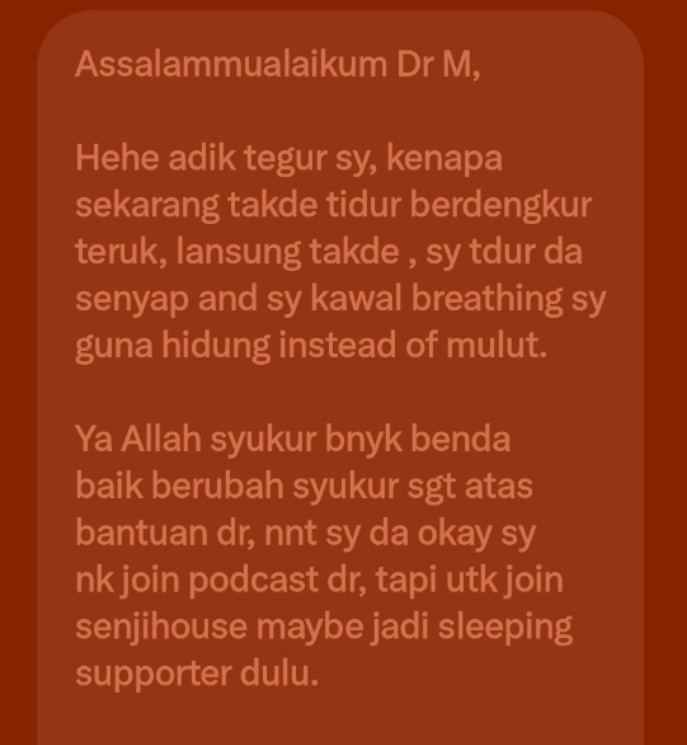 Assalammualaikum Dr M,
Hehe adik tegur sy, kenapa
sekarang takde tidur berdengkur
teruk, lansung takde , sy tdur da
senyap and sy kawal breathing sy
guna hidung instead of mulut.
Ya Allah syukur bnyk benda
baik berubah syukur sgt atas
bantuan dr, nnt sy da okay sy
nk join podcast dr, tapi utk join
senjihouse maybe jadi sleeping
supporter dulu.